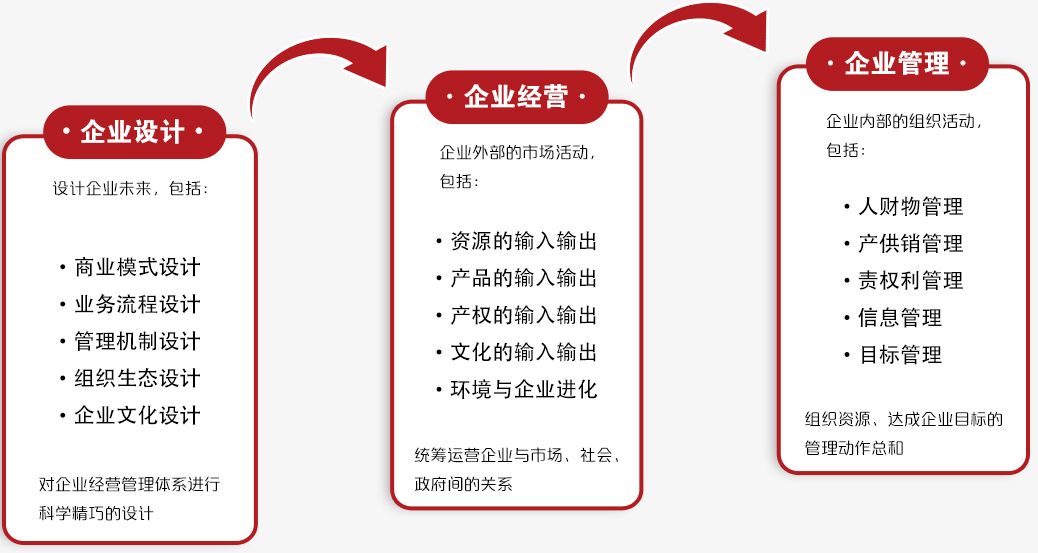 · 企业设计 ·
设计企业未来，包括：
· 商业模式设计
· 业务流程设计
· 管理机制设计
· 组织生态设计
· 企业文化设计
对企业经营管理体系进行
科学精巧的设计
· 企业经营 ·
企业外部的市场活动，
包括：
· 资源的输入输出
· 产品的输入输出
· 产权的输入输出
· 文化的输入输出
· 环境与企业进化
统筹运营企业与市场、社会、
政府间的关系
· 企业管理 ·
企业内部的组织活动，
包括：
· 人财物管理
· 产供销管理
· 责权利管理
· 信息管理
· 目标管理
组织资源、达成企业目标的
管理动作总和